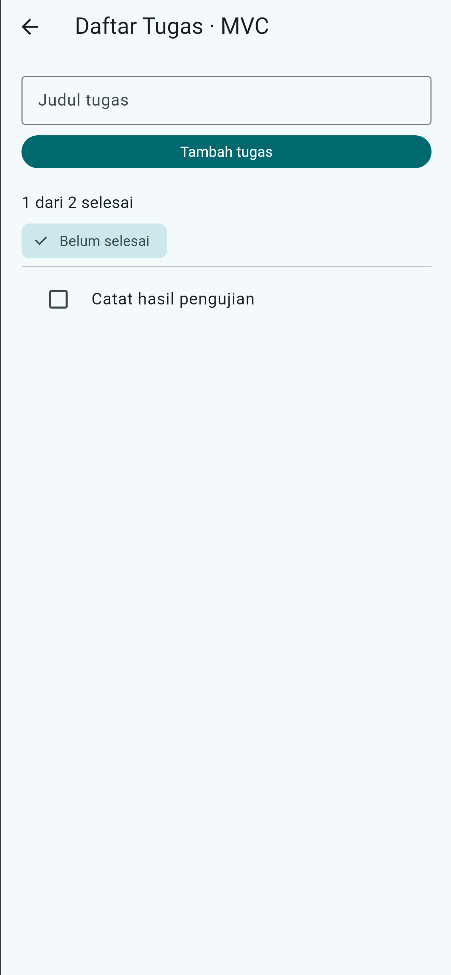 Daftar Tugas · MVC
Judul tugas
Tambah tugas
1 dari 2 selesai
Belum selesai
Catat hasil pengujian